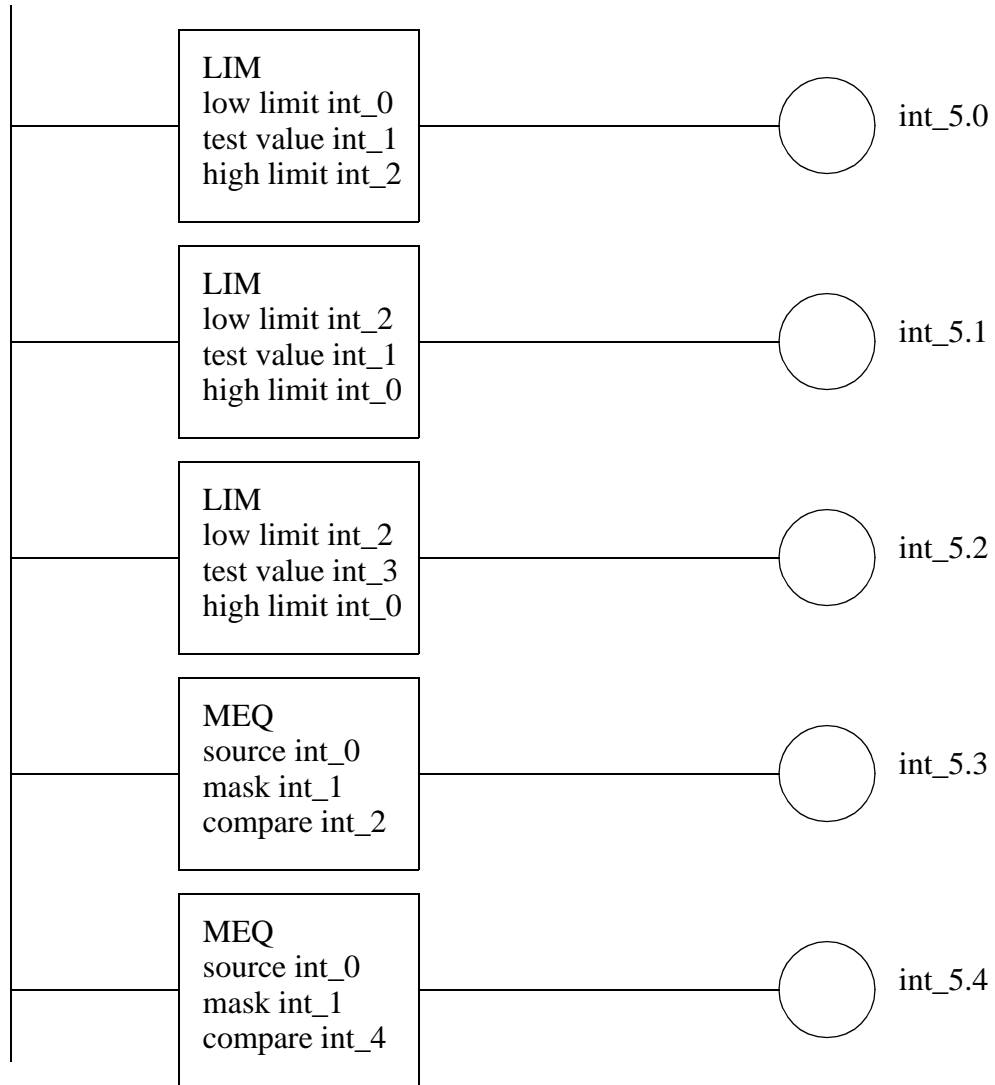 LIM
low limit int_0
test value int_1
high limit int_2
int_5.0
LIM
low limit int_2
test value int_1
high limit int_0
int_5.1
LIM
low limit int_2
test value int_3
high limit int_0
int_5.2
MEQ
source int_0
mask int_1
compare int_2
int_5.3
MEQ
source int_0
mask int_1
compare int_4
int_5.4